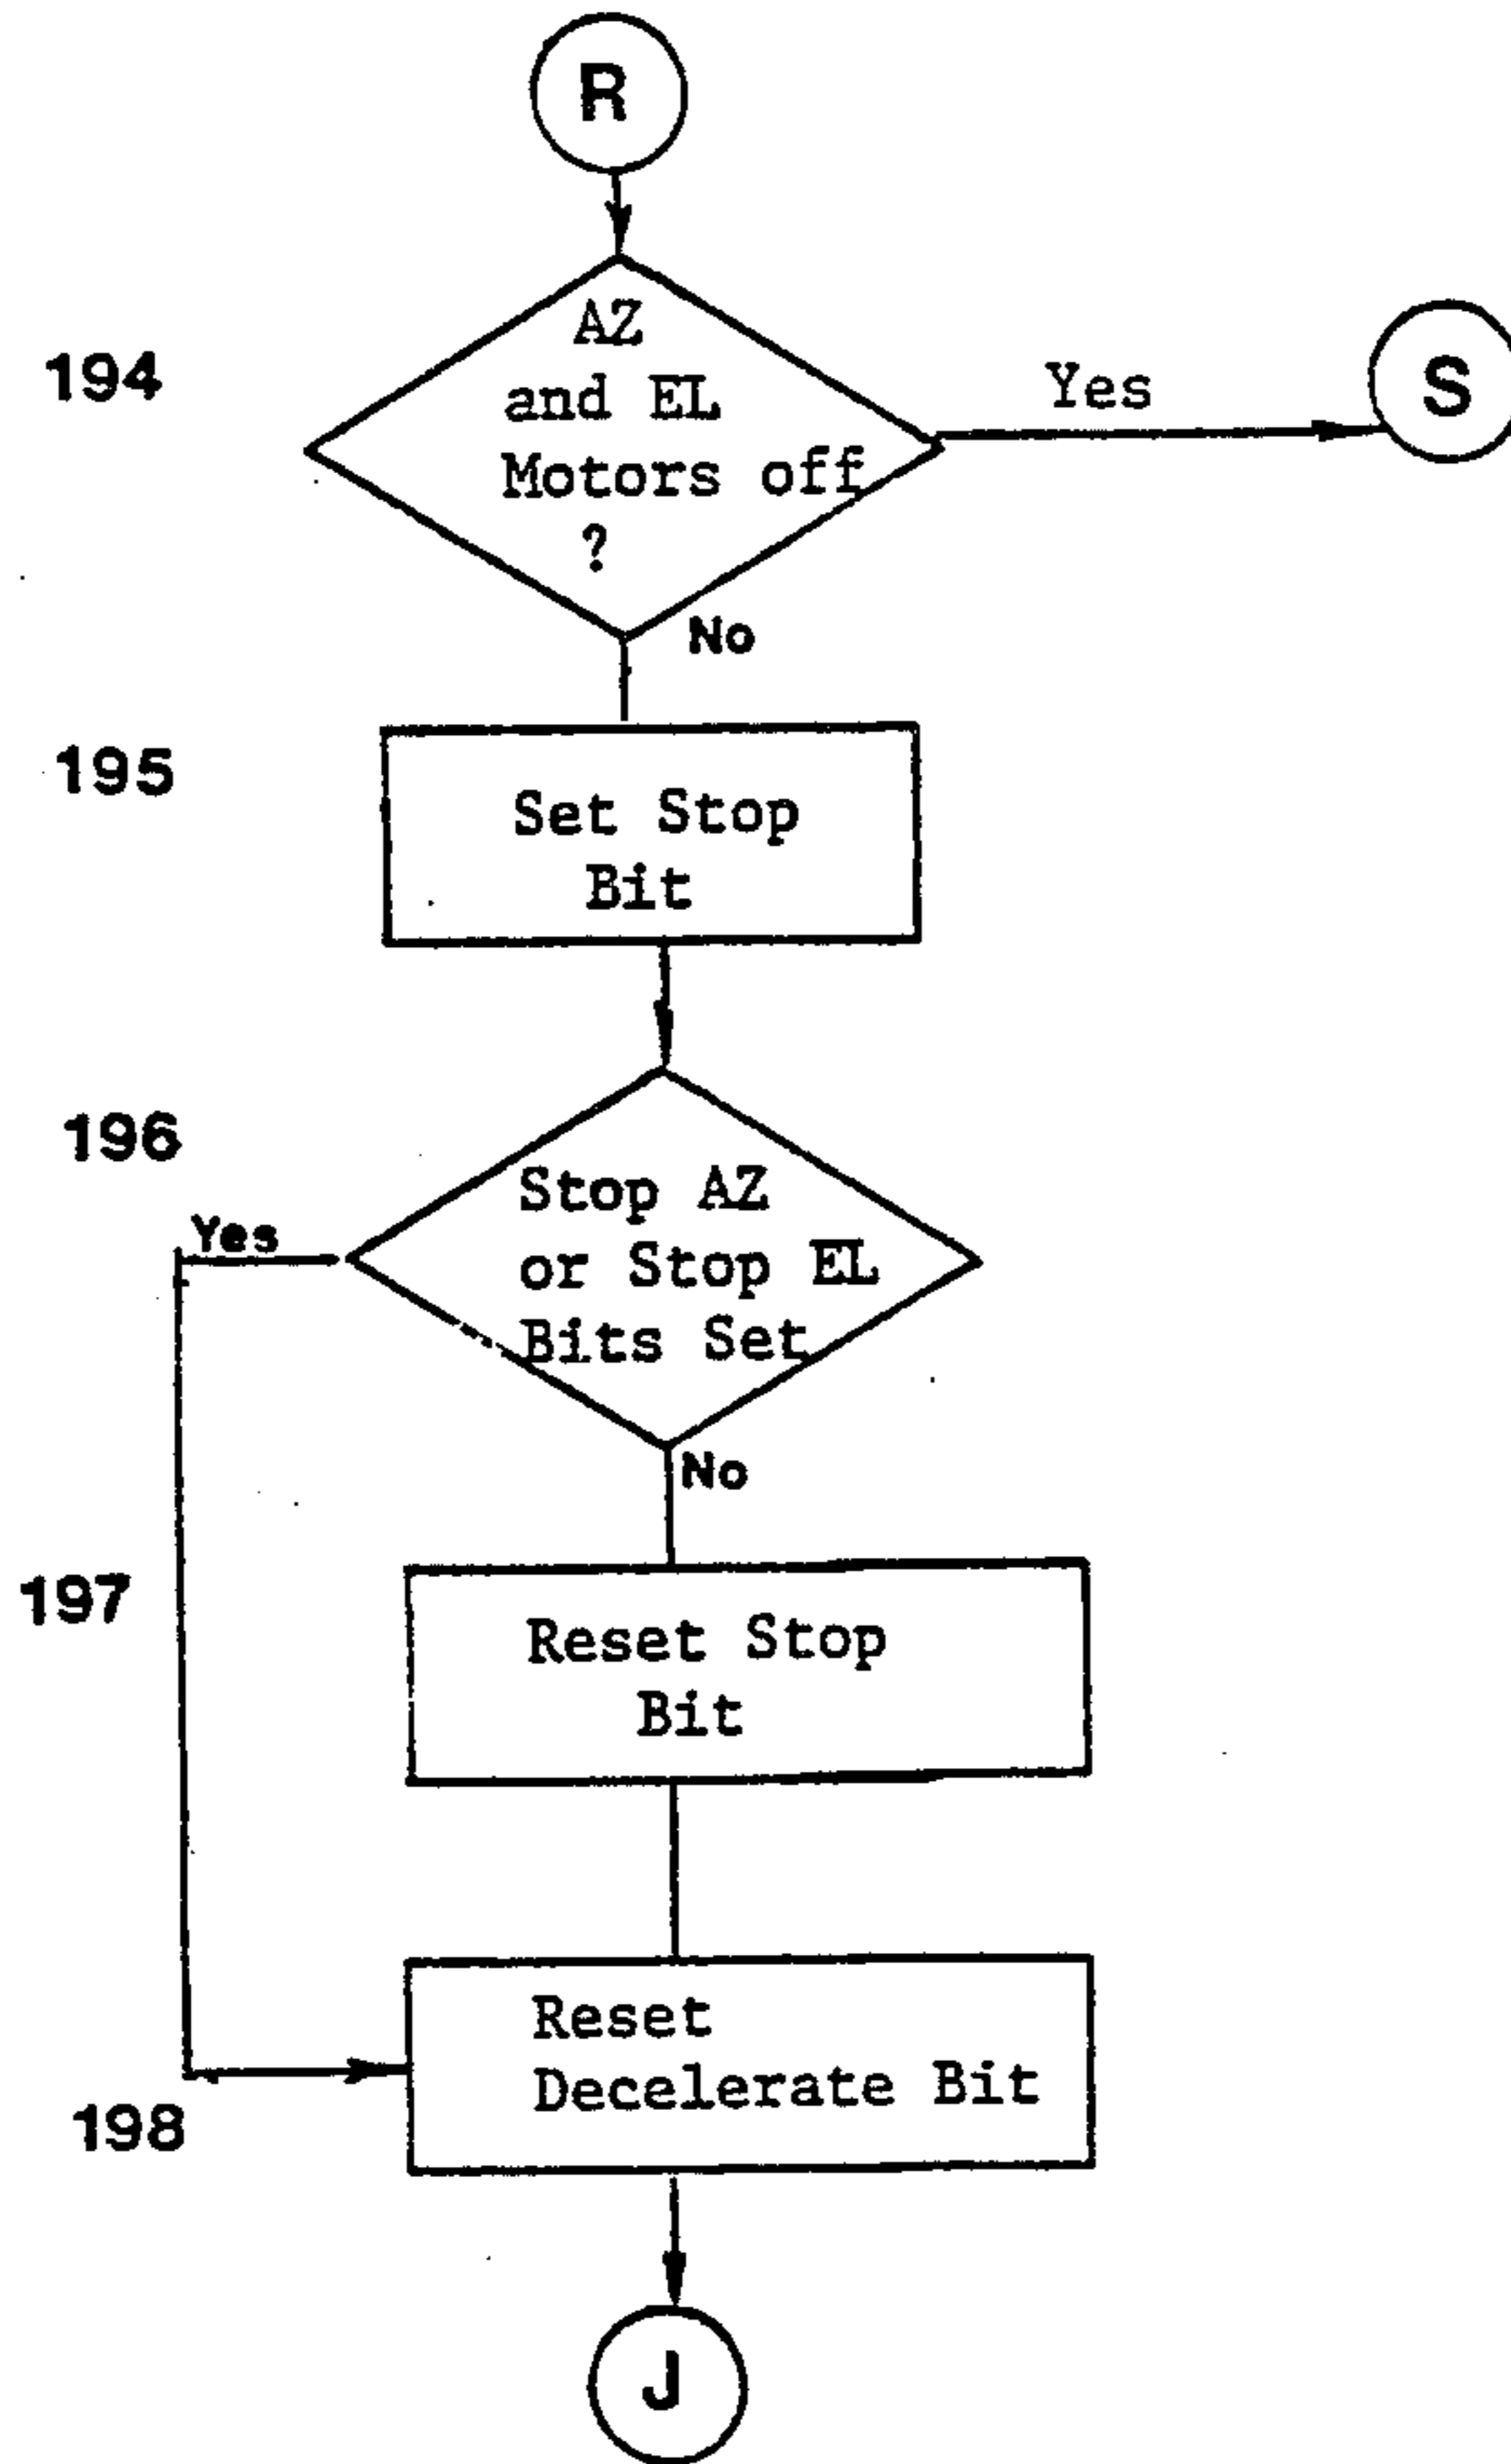 R
194
AZ
and EL
Motors off
?
Yes
S
No
195
Set Stop
Bit
196
Stop AZ
or Stop EL
Bits Set
Yes
No
197
Reset Stop
Bit
Reset
Decelerate Bit
198
J